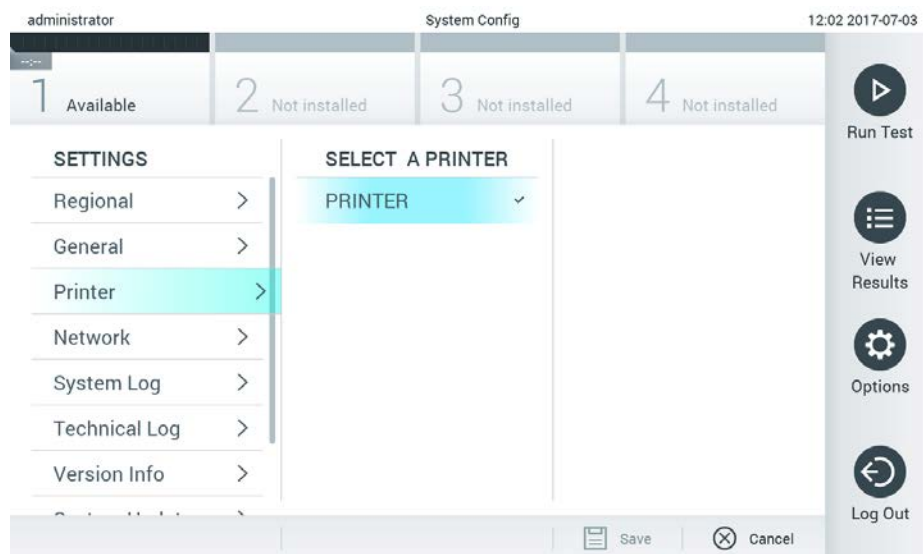 administrator
System Config
12:02 2017-07-03
--:--
1 Available
2 Not installed
3 Not installed
4 Not installed
Run Test
View
Results
Options
Log Out
SETTINGS
Regional
General
Printer
Network
System Log
Technical Log
Version Info
SELECT A PRINTER
PRINTER
Save
Cancel